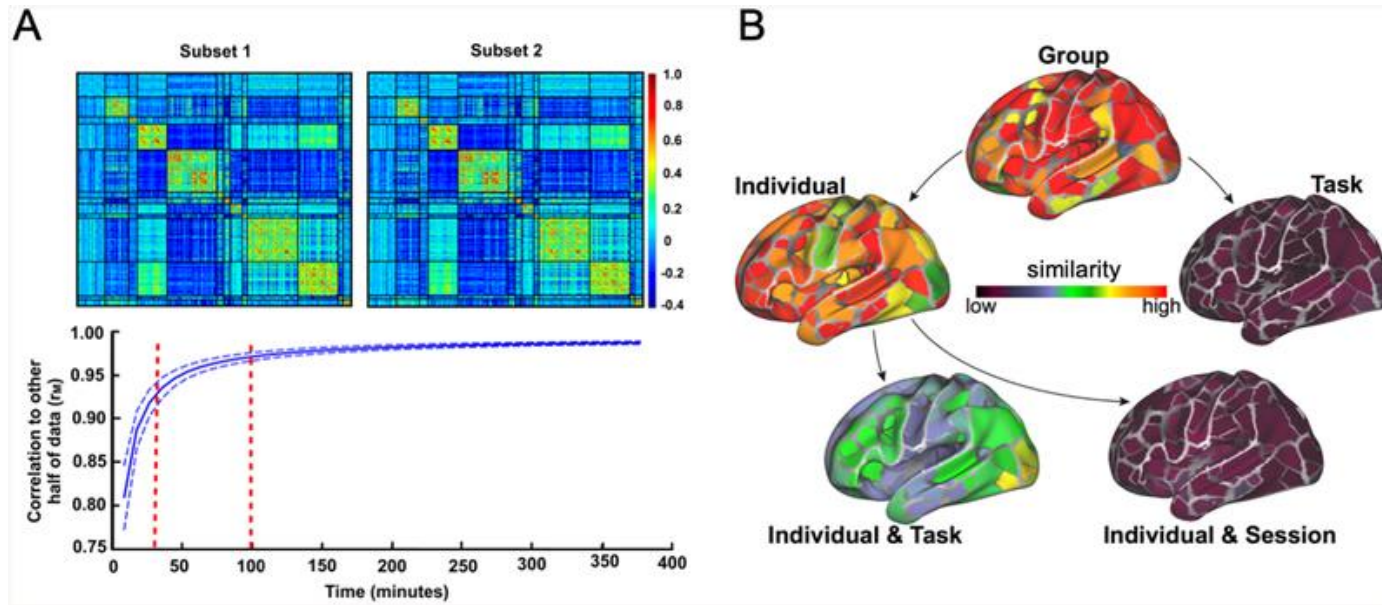 A
Subset 1
Subset 2
1.0
0.8
0.6
0.4
0.2
0
-0.2
-0.4
1.00
0.95
0.90
0.85
0.80
0.75
Correlation to other
half of data (rM)
0 50 100 150 200 250 300 350 400
Time (minutes)
B
Group
Individual
Task
similarity
low
high
Individual & Task
Individual & Session